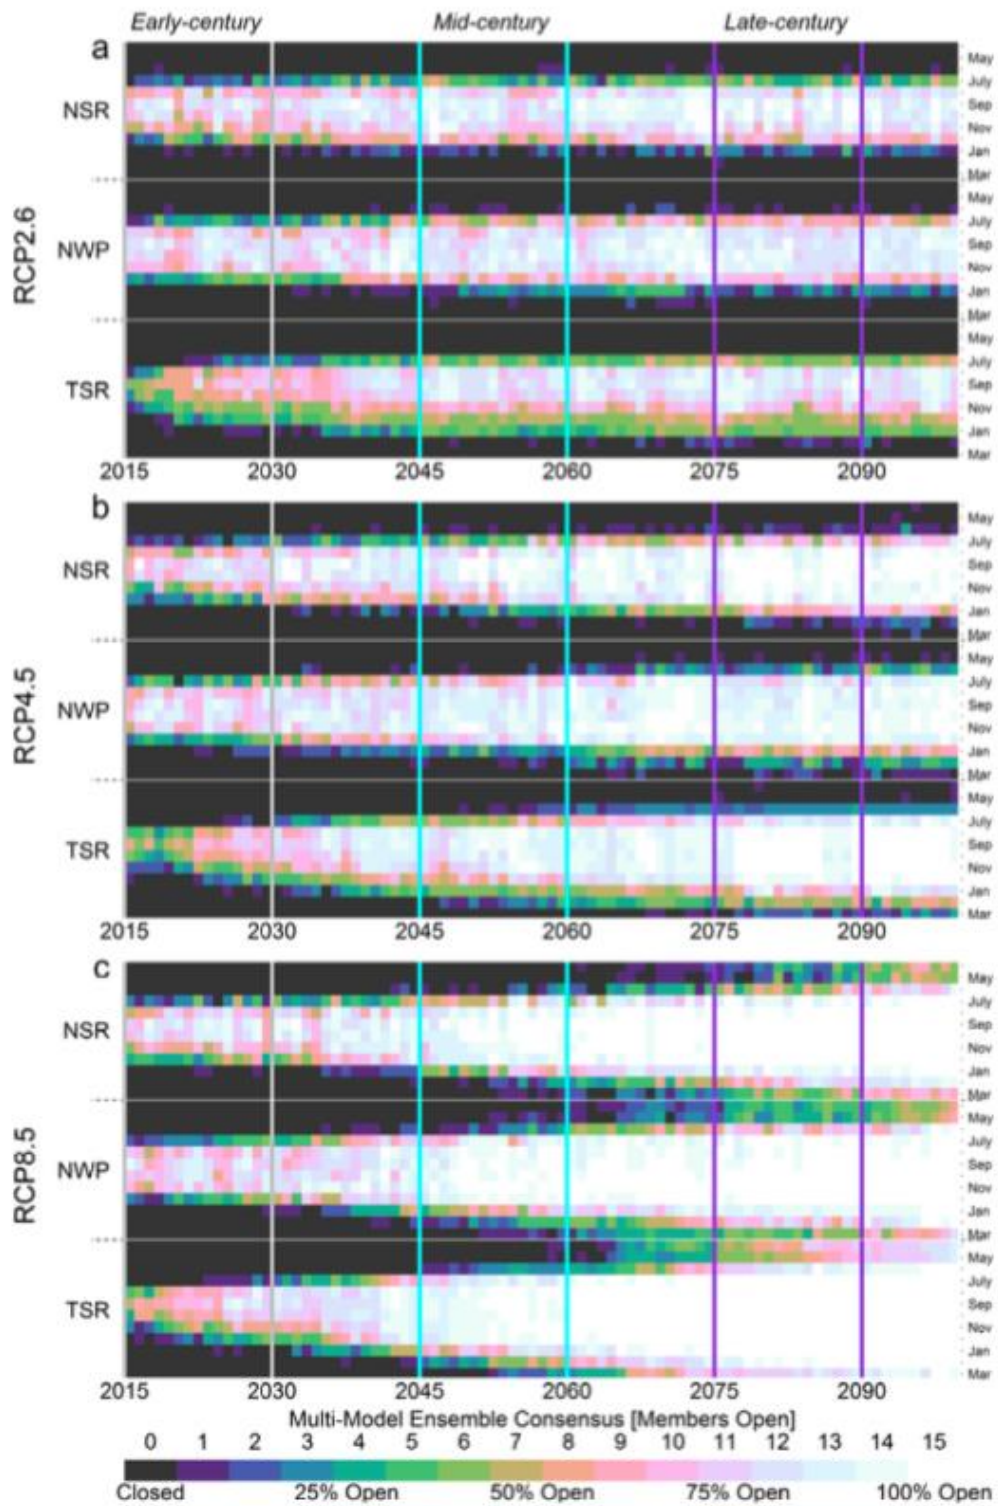 Early-century Mid-century Late-century
a
May
July
NSR Sep
Nov
Jan
Mar
May
July
NWP Sep
Nov
Jan
Mar
May
July
TSR Sep
Nov
Jan
Mar
RCP2.6
2015 2030 2045 2060 2075 2090
b
May
July
NSR Sep
Nov
Jan
Mar
May
July
NWP Sep
Nov
Jan
Mar
May
July
TSR Sep
Nov
Jan
Mar
RCP4.5
2015 2030 2045 2060 2075 2090
c
May
July
NSR Sep
Nov
Jan
Mar
May
July
NWP Sep
Nov
Jan
Mar
May
July
TSR Sep
Nov
Jan
Mar
RCP8.5
2015 2030 2045 2060 2075 2090
Multi-Model Ensemble Consensus [Members Open]
0 1 2 3 4 5 6 7 8 9 10 11 12 13 14 15
Closed 25% Open 50% Open 75% Open 100% Open